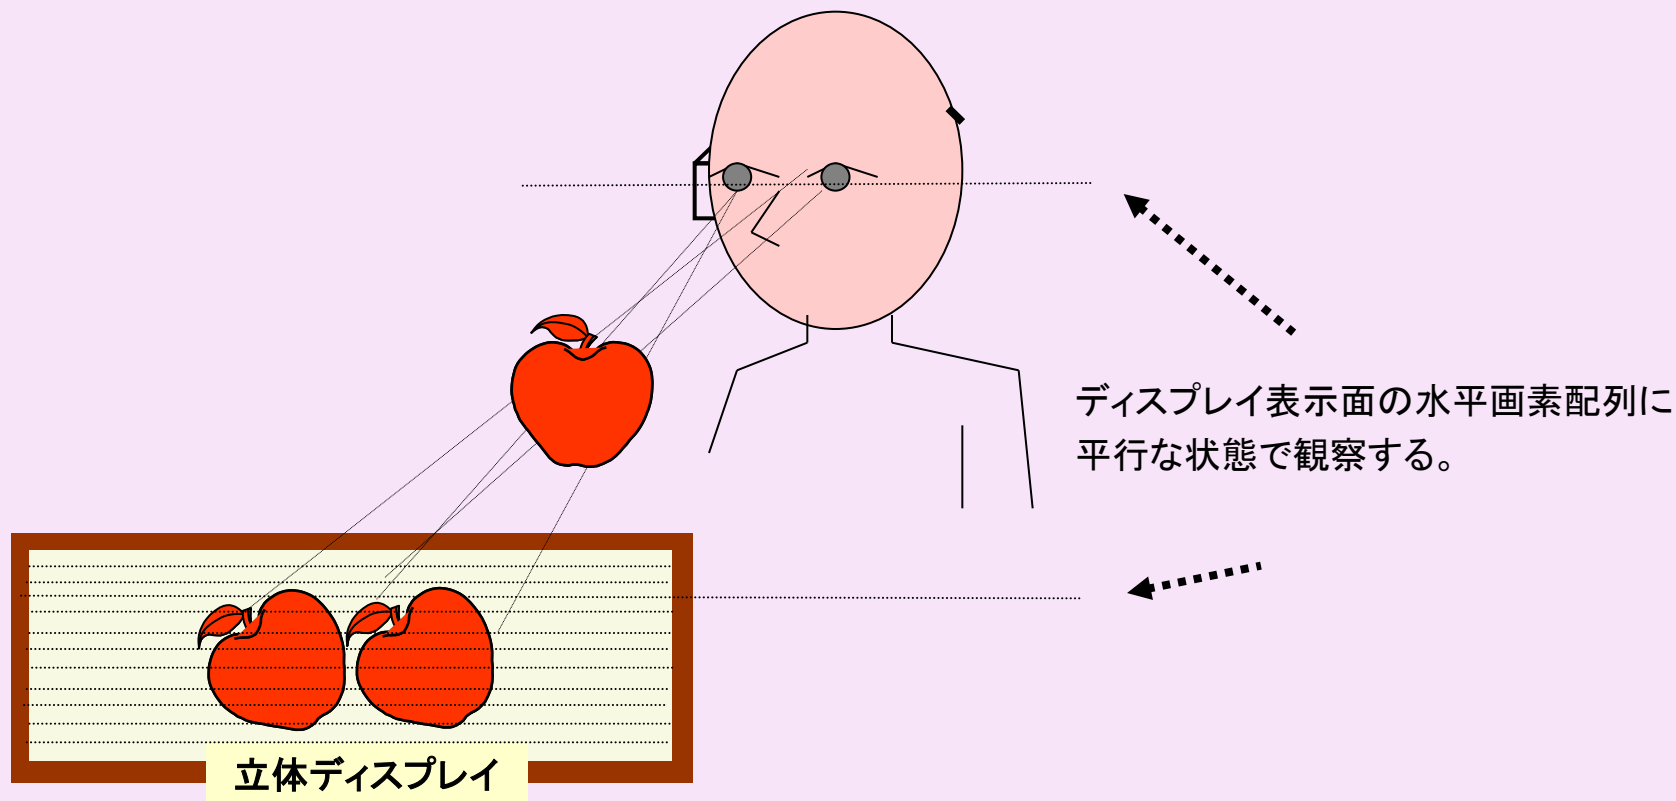 ディスプレイ表示面の水平画素配列に
平行な状態で観察する。
立体ディスプレイ